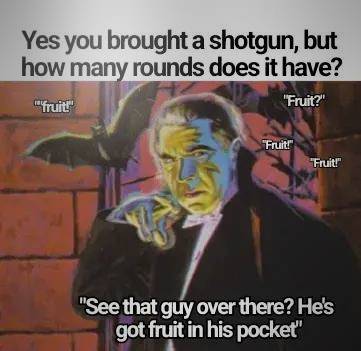 Yes you brought a shotgun, but
how many rounds does it have?
""fruit!"
"Fruit?"
"Fruit!"
"Fruit!"
"See that guy over there? He's
got fruit in his pocket"